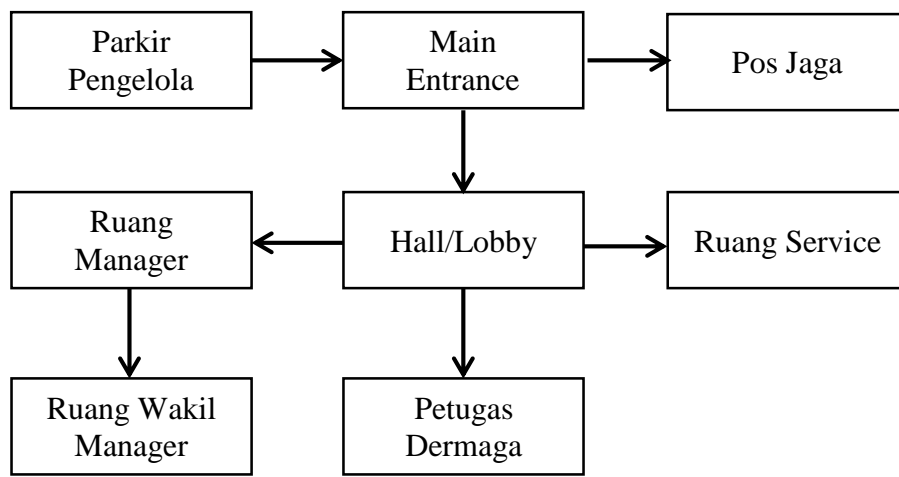 Parkir
Pengelola
Main
Entrance
Pos Jaga
Ruang
Manager
Hall/Lobby
Ruang Service
Ruang Wakil
Manager
Petugas
Dermaga